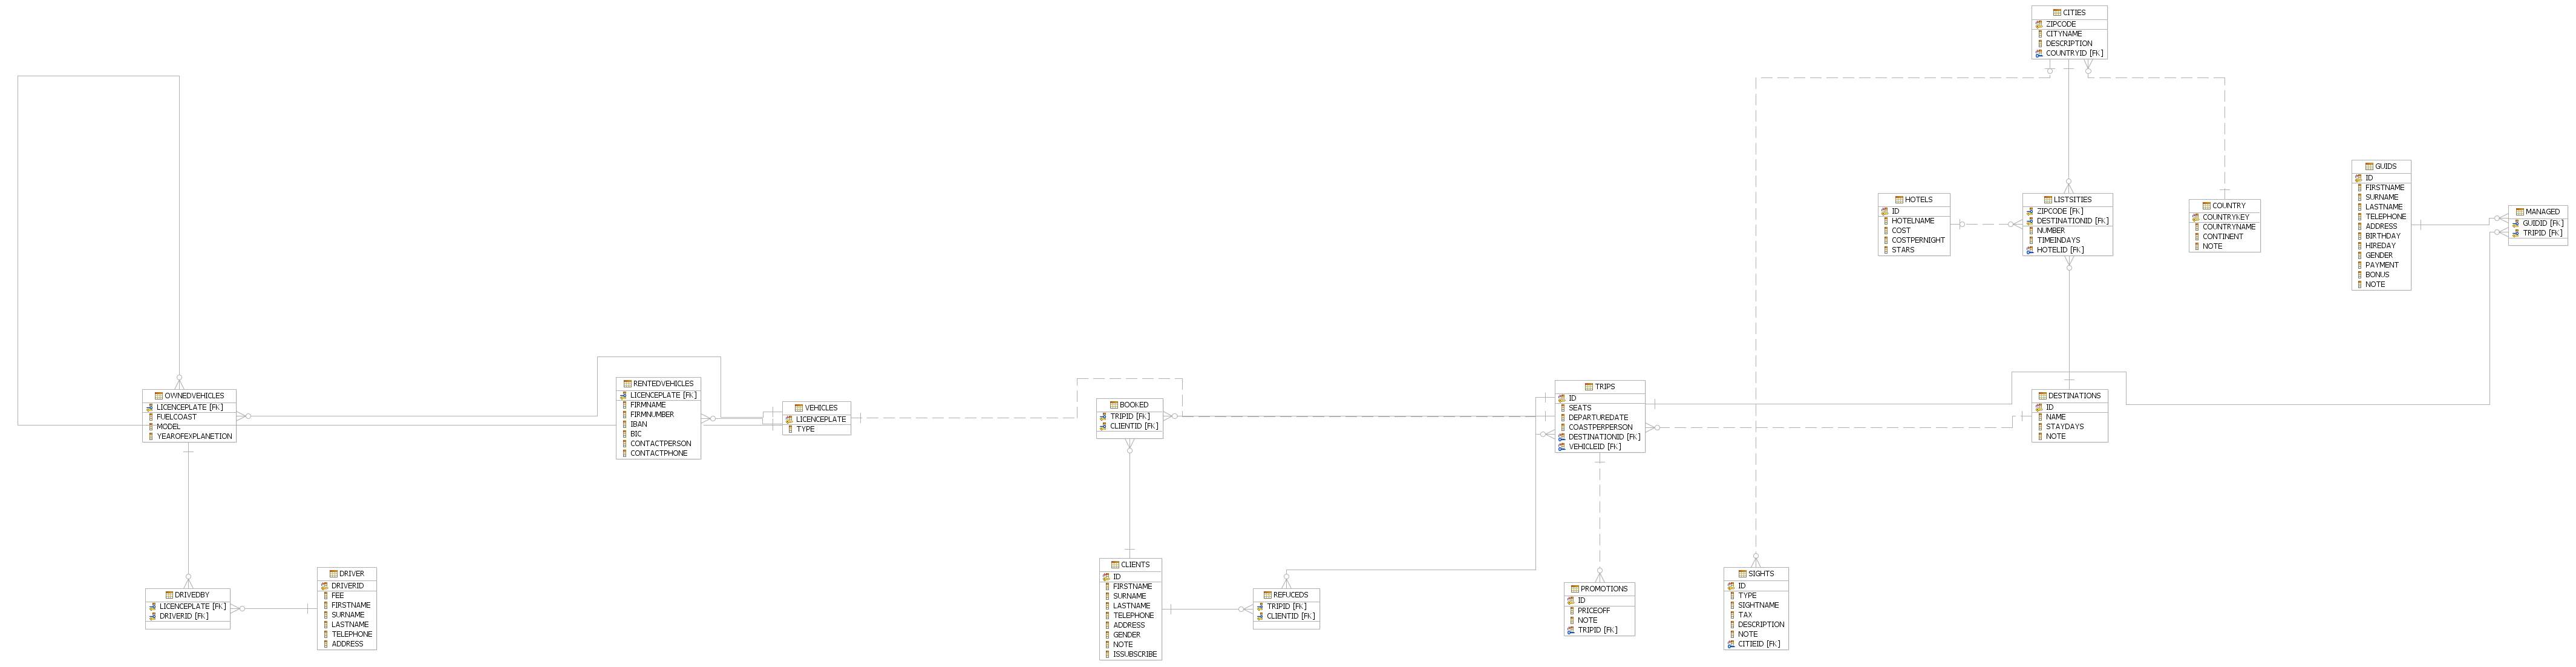 CITIES
ZIPCODE
CITYNAME
DESCRIPTION
COUNTRYID [FK]
GUIDS
ID
FIRSTNAME
SURNAME
LASTNAME
TELEPHONE
ADDRESS
BIRTHDAY
HIREDAY
GENDER
PAYMENT
BONUS
NOTE
HOTELS
ID
HOTELNAME
COST
COSTPERNIGHT
STARS
LISTSITIES
ZIPCODE [FK]
DESTINATIONID [FK]
NUMBER
TIMEINDAYS
HOTELID [FK]
COUNTRY
COUNTRYKEY
COUNTRYNAME
CONTINENT
NOTE
MANAGED
GUIDID [FK]
TRIPID [FK]
OWNEDVEHICLES
LICENCEPLATE [FK]
FUELCOAST
MODEL
YEAROFEXPLANETION
RENTEDVEHICLES
LICENCEPLATE [FK]
FIRMNAME
FIRMNUMBER
IBAN
BIC
CONTACTPERSON
CONTACTPHONE
VEHICLES
LICENCEPLATE
TYPE
BOOKED
TRIPID [FK]
CLIENTID [FK]
TRIPS
ID
SEATS
DEPARTUREDATE
COASTPERPERSON
DESTINATIONID [FK]
VEHICLEID [FK]
DESTINATIONS
ID
NAME
STAYDAYS
NOTE
DRIVEDBY
LICENCEPLATE [FK]
DRIVERID [FK]
DRIVER
DRIVERID
FEE
FIRSTNAME
SURNAME
LASTNAME
TELEPHONE
ADDRESS
CLIENTS
ID
FIRSTNAME
SURNAME
LASTNAME
TELEPHONE
ADDRESS
GENDER
NOTE
ISSUBSCRIBE
REFUCEDS
TRIPID [FK]
CLIENTID [FK]
PROMOTIONS
ID
PRICEOFF
NOTE
TRIPID [FK]
SIGHTS
ID
TYPE
SIGHTNAME
TAX
DESCRIPTION
NOTE
CITIEID [FK]